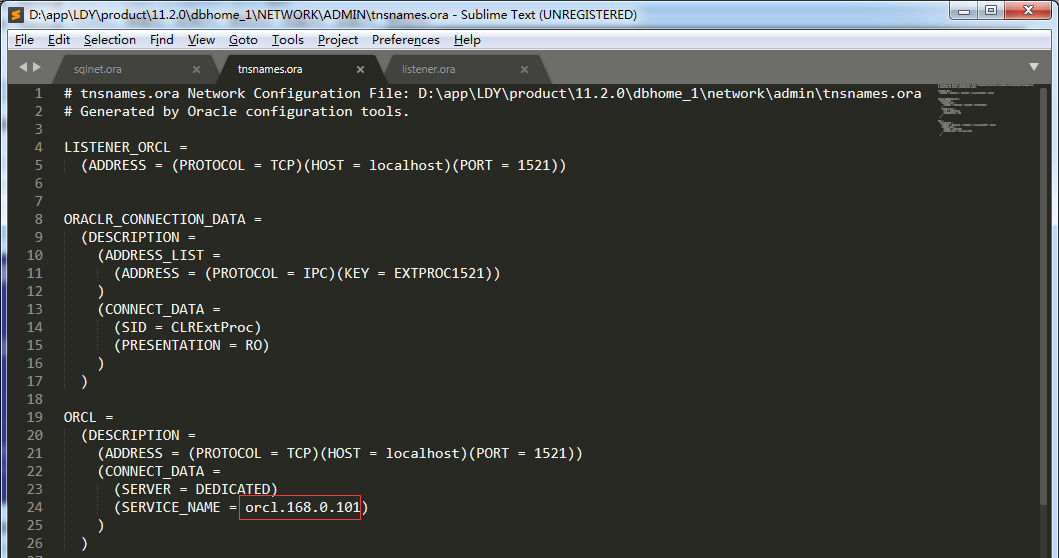 D:\app\LDY\product\11.2.0\dbhome_1\NETWORK\ADMIN\tnsnames.ora - Sublime Text (UNREGISTERED)
File Edit Selection Find View Goto Tools Project Preferences Help
sqlnet.ora × tnsnames.ora × listener.ora ×
1 # tnsnames.ora Network Configuration File: D:\app\LDY\product\11.2.0\dbhome_1\network\admin\tnsnames.ora
2 # Generated by Oracle configuration tools.
3
4 LISTENER_ORCL =
5   (ADDRESS = (PROTOCOL = TCP)(HOST = localhost)(PORT = 1521))
6
7
8 ORACLR_CONNECTION_DATA =
9   (DESCRIPTION =
10     (ADDRESS_LIST =
11       (ADDRESS = (PROTOCOL = IPC)(KEY = EXTPROC1521))
12     )
13     (CONNECT_DATA =
14       (SID = CLRExtProc)
15       (PRESENTATION = RO)
16     )
17   )
18
19 ORCL =
20   (DESCRIPTION =
21     (ADDRESS = (PROTOCOL = TCP)(HOST = localhost)(PORT = 1521))
22     (CONNECT_DATA =
23       (SERVER = DEDICATED)
24       (SERVICE_NAME = orcl.168.0.101)
25     )
26   )